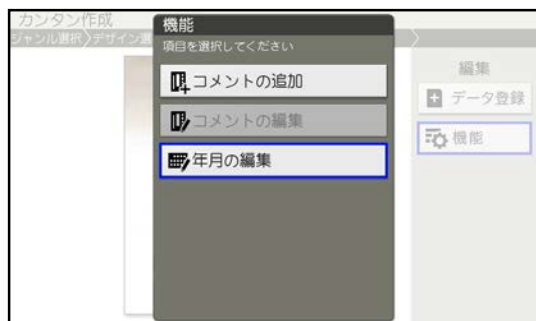 カンタン作成
ジャンル選択〉デザイン選
機能
項目を選択してください
コメントの追加
コメントの編集
年月の編集
編集
データ登録
機能